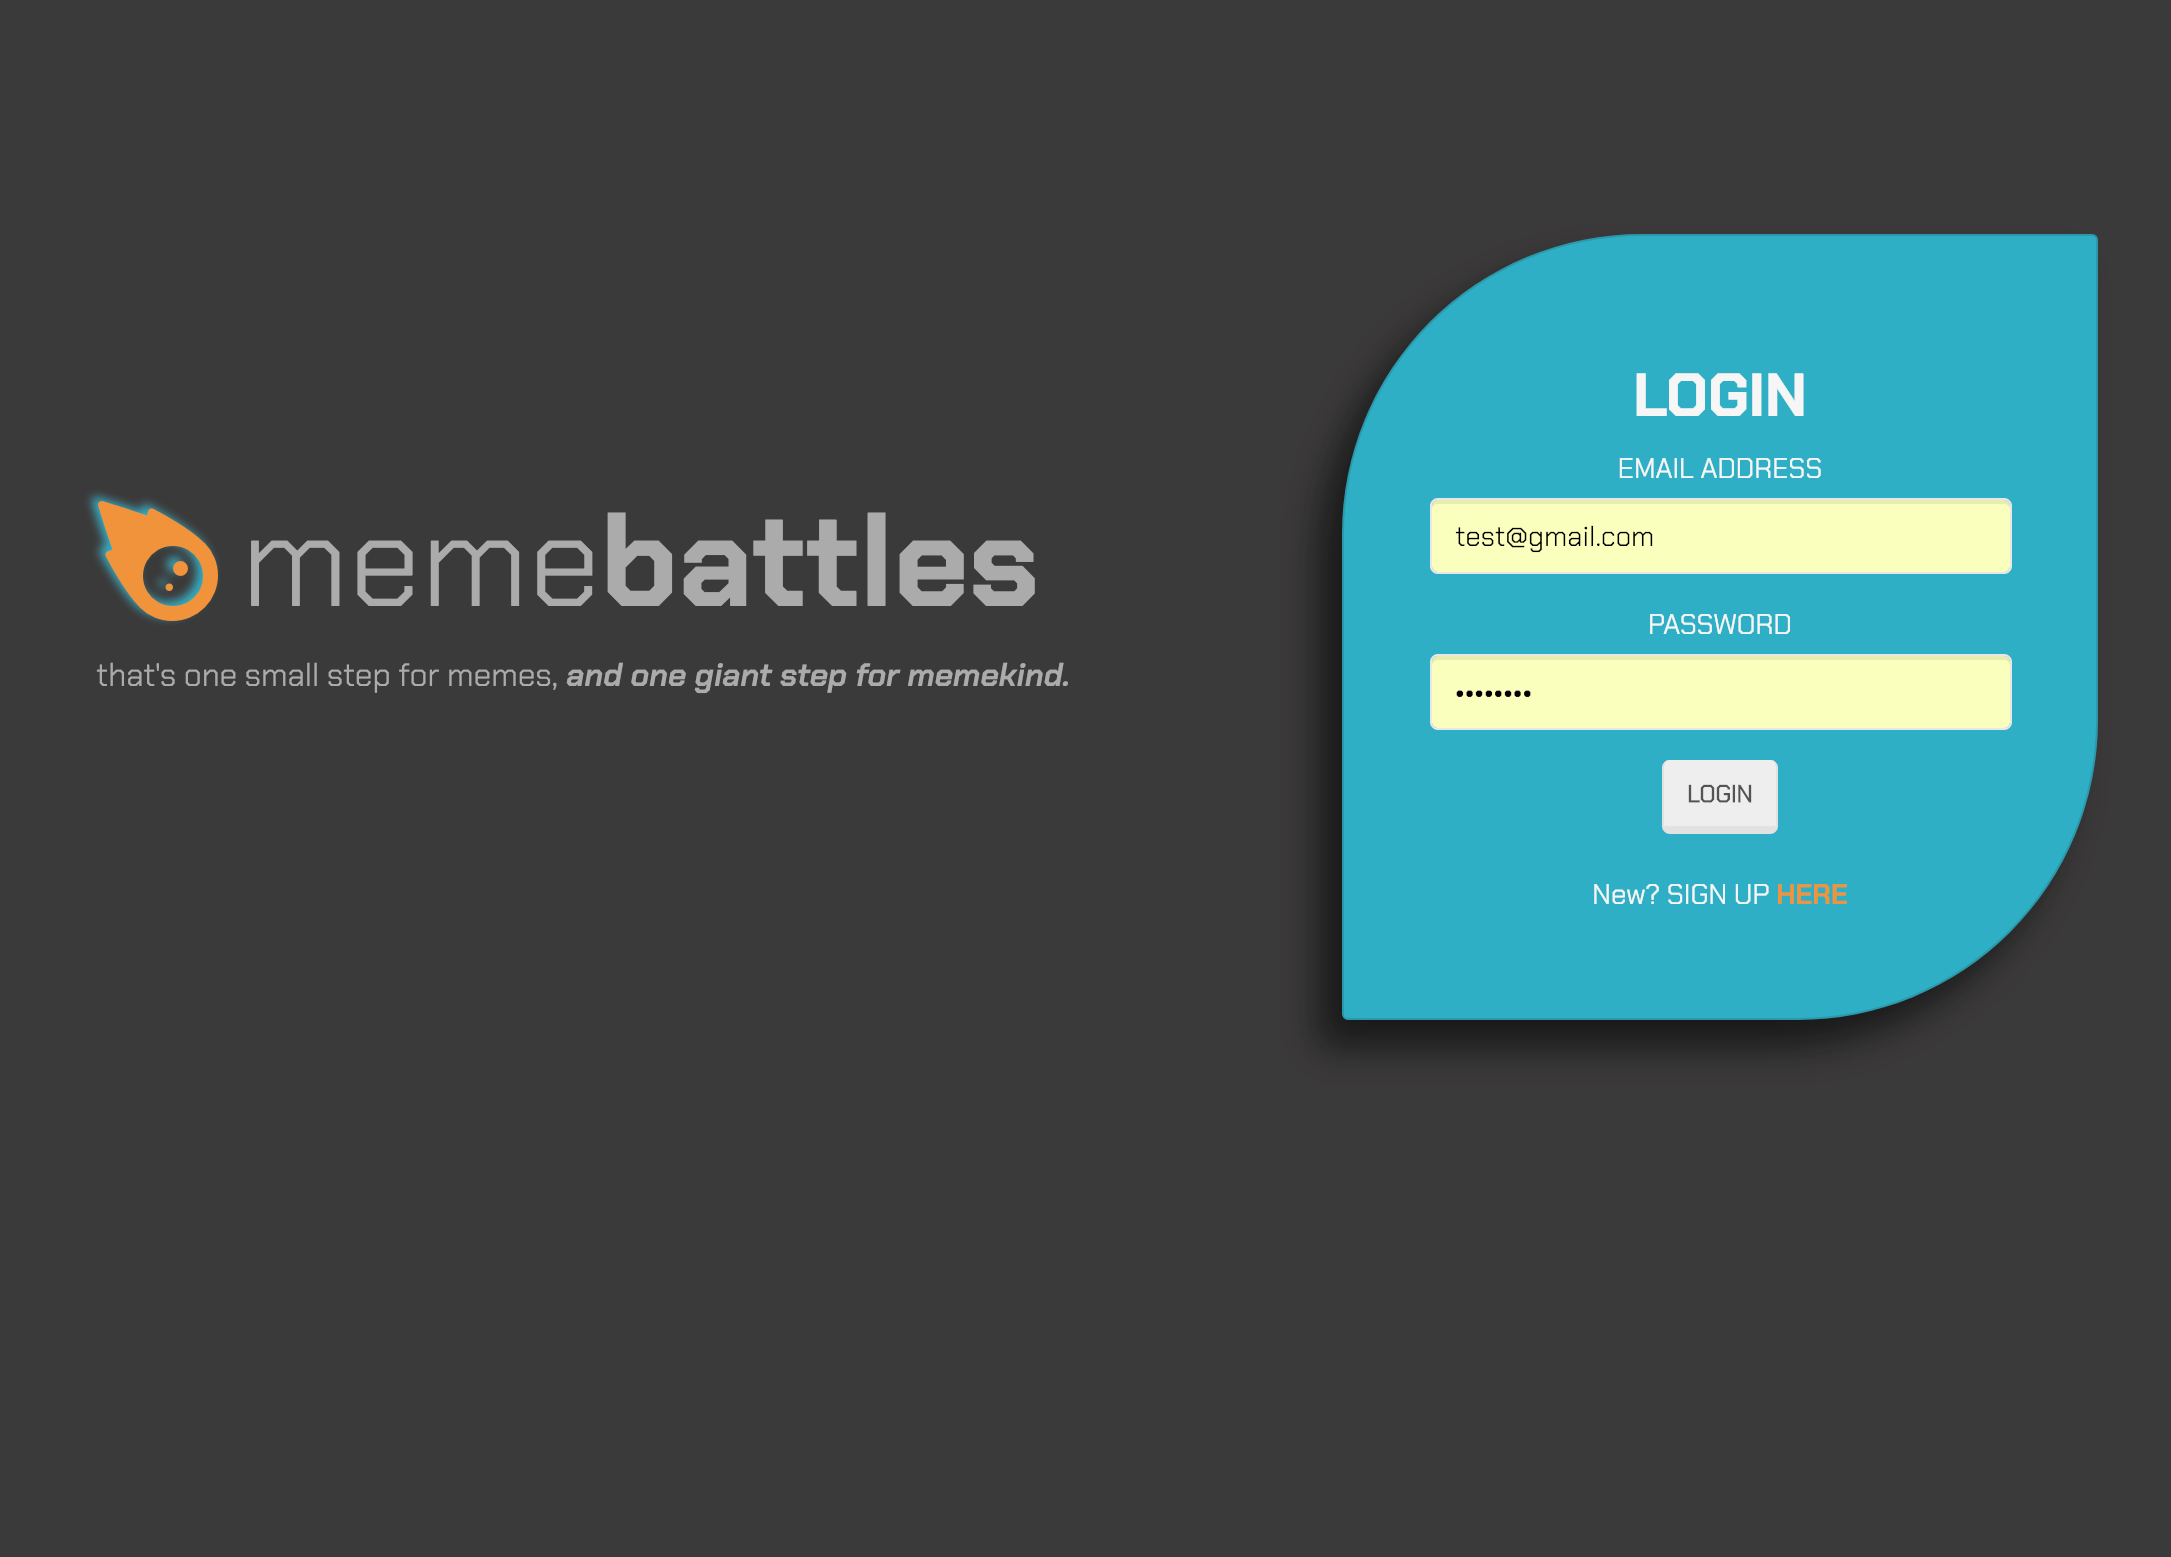 memebattles
that's one small step for memes, and one giant step for memekind.
LOGIN
EMAIL ADDRESS
test@gmail.com
PASSWORD
••••••••
LOGIN
New? SIGN UP HERE